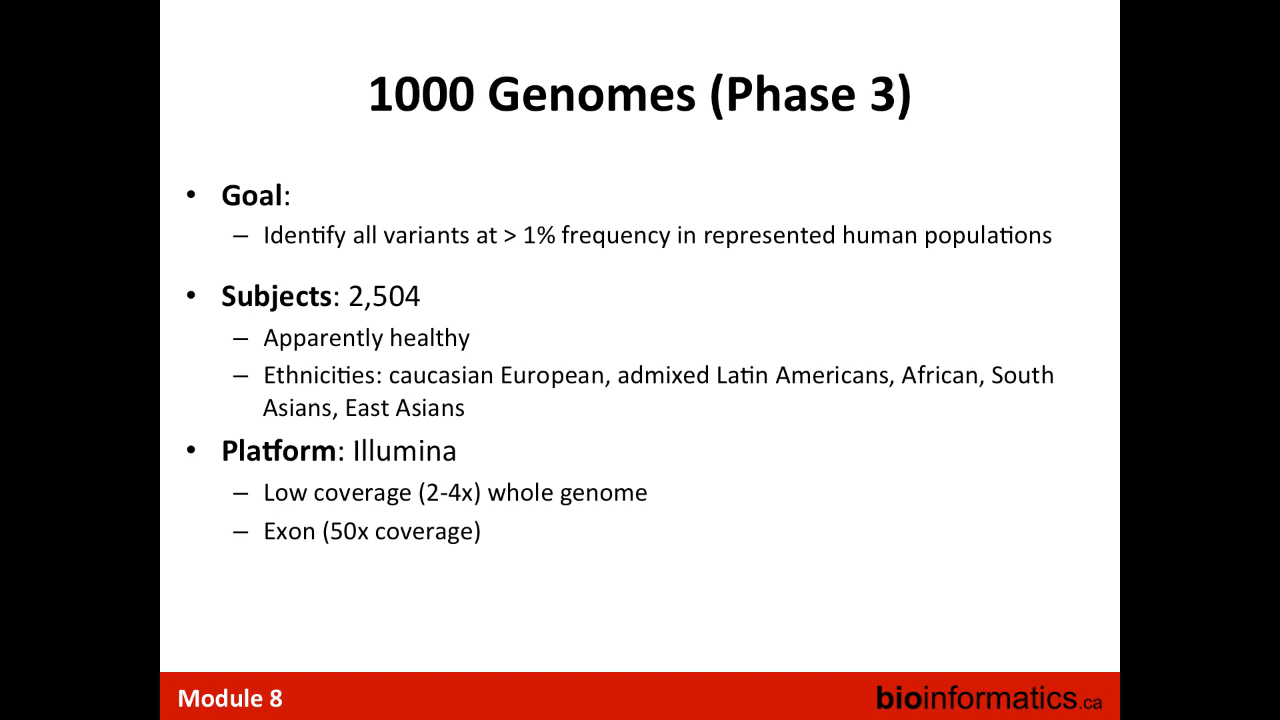 1000 Genomes (Phase 3)
• Goal:
– Identify all variants at > 1% frequency in represented human populations
• Subjects: 2,504
– Apparently healthy
– Ethnicities: caucasian European, admixed Latin Americans, African, South
Asians, East Asians
• Platform: Illumina
– Low coverage (2-4x) whole genome
– Exon (50x coverage)
Module 8
bioinformatics.ca